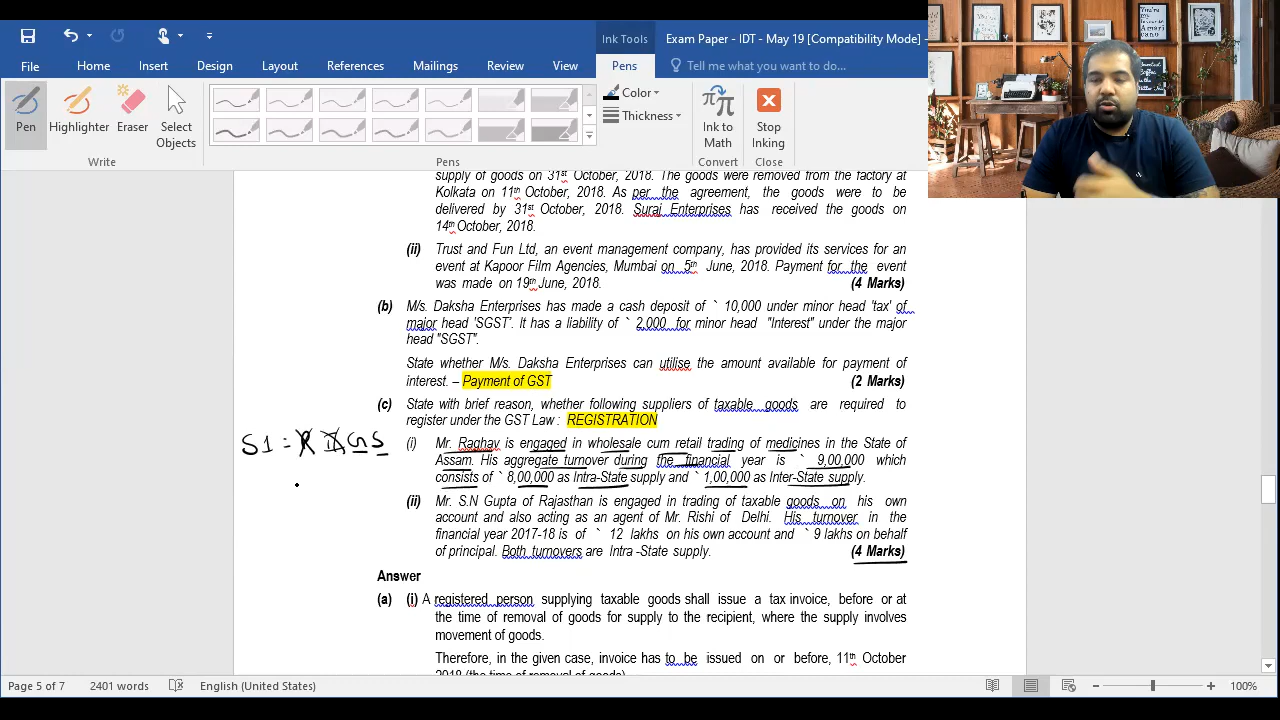 Ink Tools
Exam Paper - IDT - May 19 [Compatibility Mode] -
File Home Insert Design Layout References Mailings Review View Pens Tell me what you want to do...
Pen Highlighter Eraser Select Objects
Color
Thickness
Ink to Math
Stop Inking
Write Pens Convert Close
supply of goods on 31st October, 2018. The goods were removed from the factory at
Kolkata on 11th October, 2018. As per the agreement, the goods were to be
delivered by 31st October, 2018. Suraj Enterprises has received the goods on
14th October, 2018.
(ii) Trust and Fun Ltd, an event management company, has provided its services for an
event at Kapoor Film Agencies, Mumbai on 5th June, 2018. Payment for the event
was made on 19th June, 2018. (4 Marks)
(b) M/s. Daksha Enterprises has made a cash deposit of ` 10,000 under minor head 'tax' of
major head 'SGST'. It has a liability of ` 2,000 for minor head "Interest" under the major
head "SGST".
State whether M/s. Daksha Enterprises can utilise the amount available for payment of
interest. – Payment of GST (2 Marks)
(c) State with brief reason, whether following suppliers of taxable goods are required to
register under the GST Law : REGISTRATION
S1 = R I G S
(i) Mr. Raghav is engaged in wholesale cum retail trading of medicines in the State of
Assam. His aggregate turnover during the financial year is ` 9,00,000 which
consists of ` 8,00,000 as Intra-State supply and ` 1,00,000 as Inter-State supply.
(ii) Mr. S.N Gupta of Rajasthan is engaged in trading of taxable goods on his own
account and also acting as an agent of Mr. Rishi of Delhi. His turnover in the
financial year 2017-18 is of ` 12 lakhs on his own account and ` 9 lakhs on behalf
of principal. Both turnovers are Intra -State supply. (4 Marks)
Answer
(a) (i) A registered person supplying taxable goods shall issue a tax invoice, before or at
the time of removal of goods for supply to the recipient, where the supply involves
movement of goods.
Therefore, in the given case, invoice has to be issued on or before, 11th October
2018 (the time of removal of goods)
Page 5 of 7 2401 words English (United States) 100%